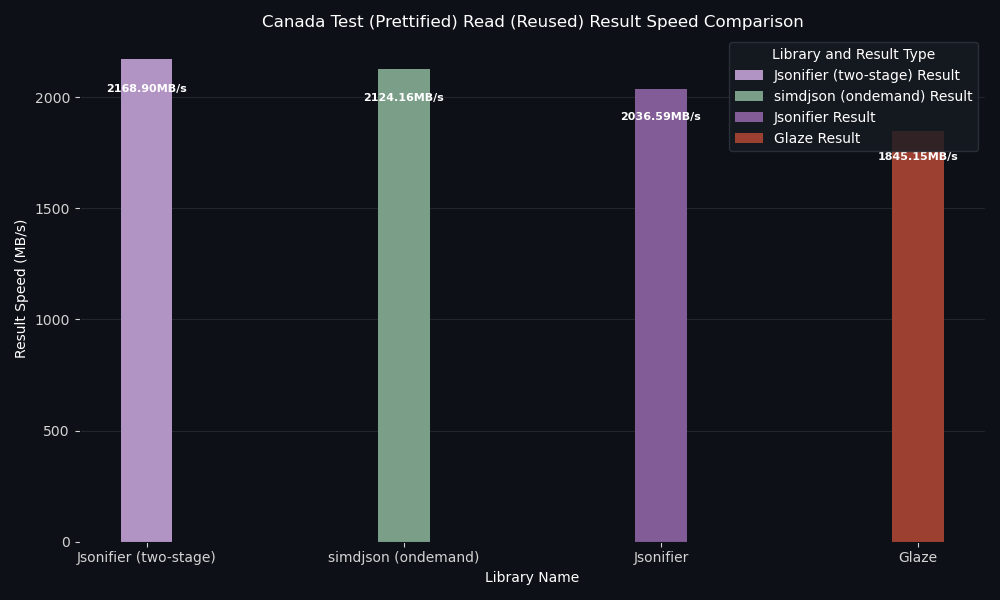 Canada Test (Prettified) Read (Reused) Result Speed Comparison
Library and Result Type
Jsonifier (two-stage) Result
simdjson (ondemand) Result
Jsonifier Result
Glaze Result
2168.90MB/s
2124.16MB/s
2036.59MB/s
1845.15MB/s
Result Speed (MB/s)
2000
1500
1000
500
0
Jsonifier (two-stage)
simdjson (ondemand)
Jsonifier
Glaze
Library Name